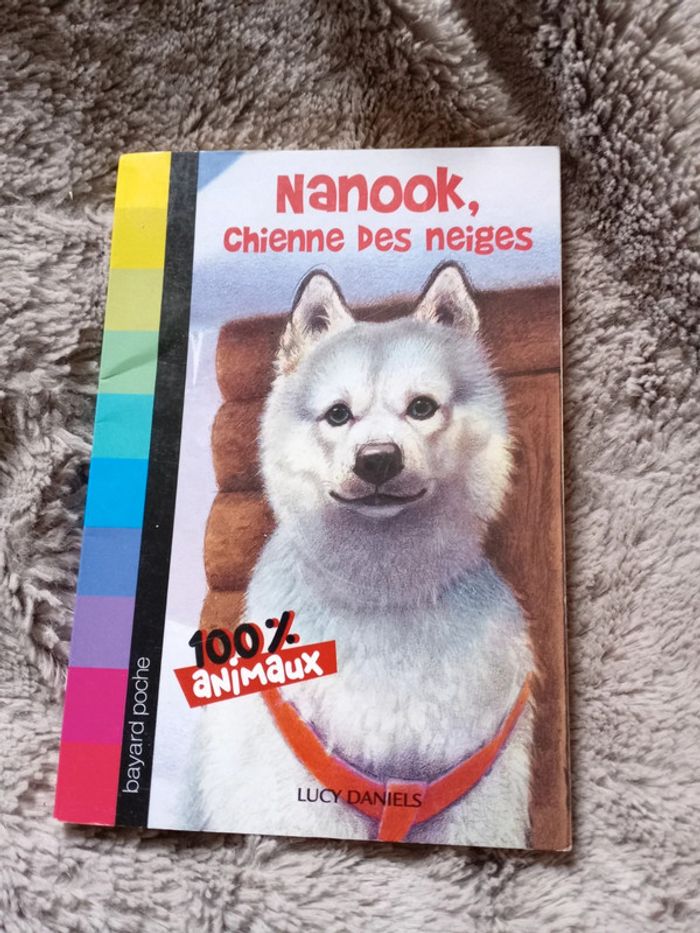 Nanook,
chienne des neiges
100%
animaux
bayard poche
LUCY DANIELS